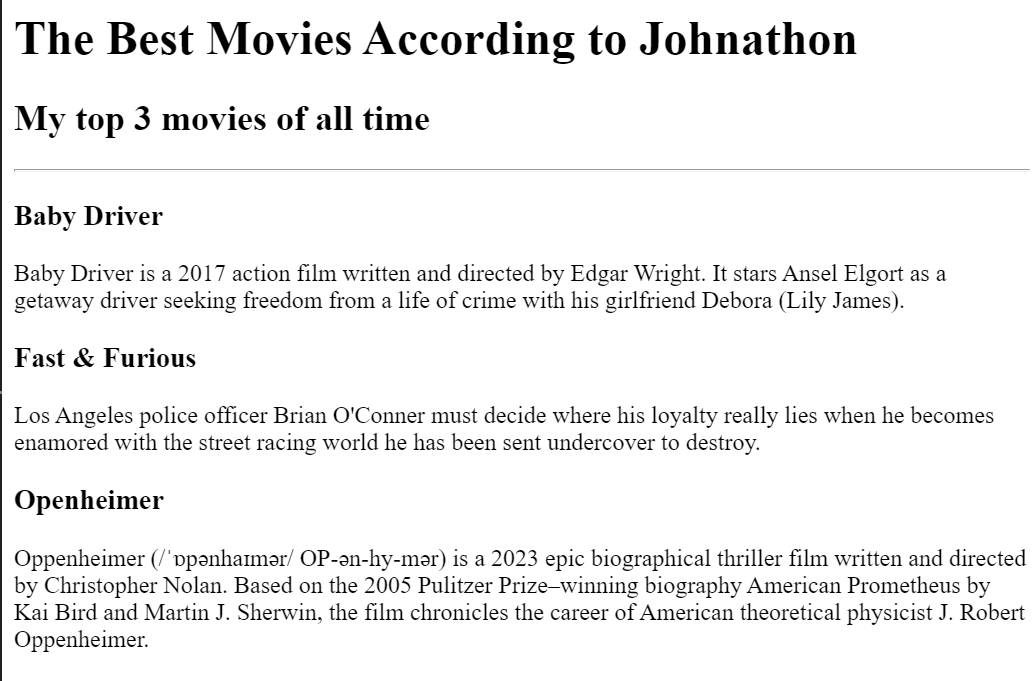 The Best Movies According to Johnathon
My top 3 movies of all time
Baby Driver
Baby Driver is a 2017 action film written and directed by Edgar Wright. It stars Ansel Elgort as a
getaway driver seeking freedom from a life of crime with his girlfriend Debora (Lily James).
Fast & Furious
Los Angeles police officer Brian O'Conner must decide where his loyalty really lies when he becomes
enamored with the street racing world he has been sent undercover to destroy.
Openheimer
Oppenheimer (/ˈɒpənhaɪmər/ OP-ən-hy-mər) is a 2023 epic biographical thriller film written and directed
by Christopher Nolan. Based on the 2005 Pulitzer Prize–winning biography American Prometheus by
Kai Bird and Martin J. Sherwin, the film chronicles the career of American theoretical physicist J. Robert
Oppenheimer.